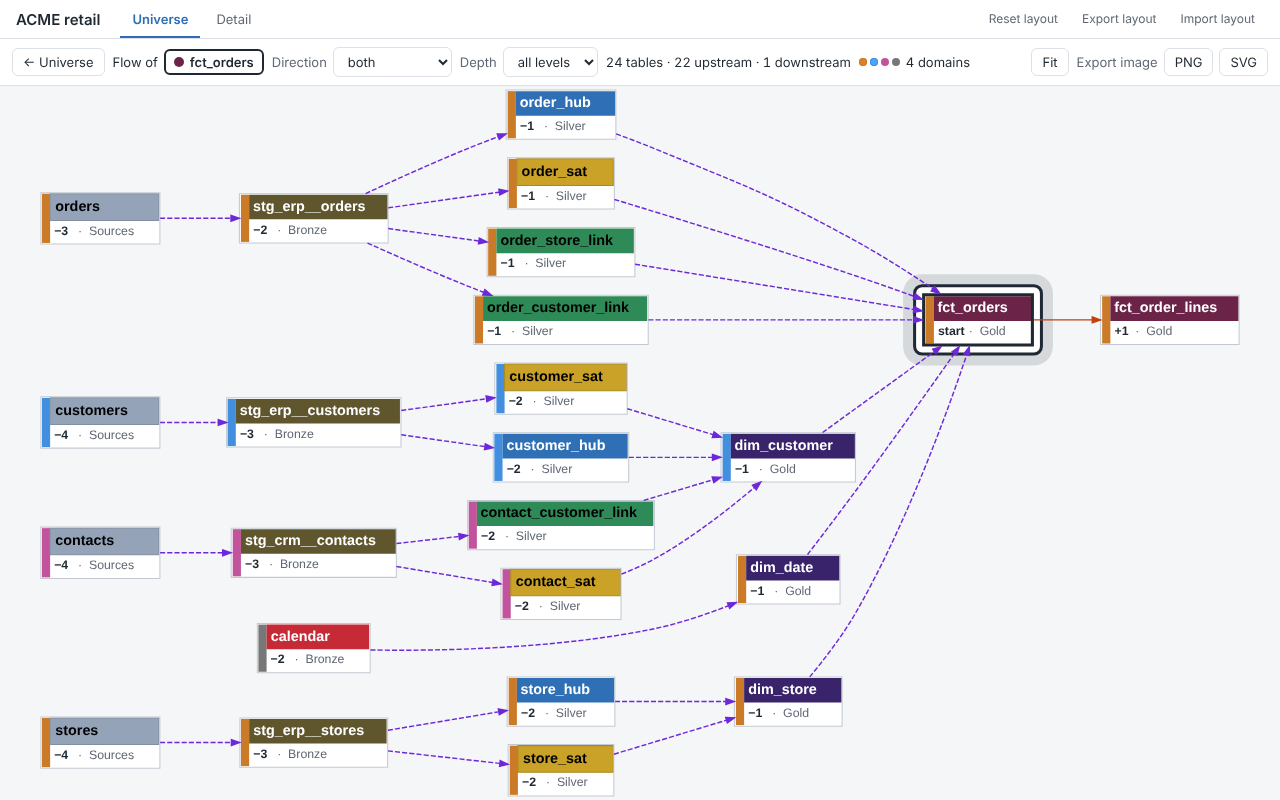 ACME retail
Universe
Detail
Reset layout
Export layout
Import layout
← Universe
Flow of
fct_orders
Direction
both
Depth
all levels
24 tables · 22 upstream · 1 downstream
4 domains
Fit
Export image
PNG
SVG
order_hub
−1 · Silver
order_sat
−1 · Silver
orders
−3 · Sources
stg_erp__orders
−2 · Bronze
order_store_link
−1 · Silver
order_customer_link
−1 · Silver
fct_orders
start · Gold
fct_order_lines
+1 · Gold
customer_sat
−2 · Silver
customers
−4 · Sources
stg_erp__customers
−3 · Bronze
customer_hub
−2 · Silver
dim_customer
−1 · Gold
contact_customer_link
−2 · Silver
contacts
−4 · Sources
stg_crm__contacts
−3 · Bronze
contact_sat
−2 · Silver
dim_date
−1 · Gold
calendar
−2 · Bronze
store_hub
−2 · Silver
dim_store
−1 · Gold
stores
−4 · Sources
stg_erp__stores
−3 · Bronze
store_sat
−2 · Silver